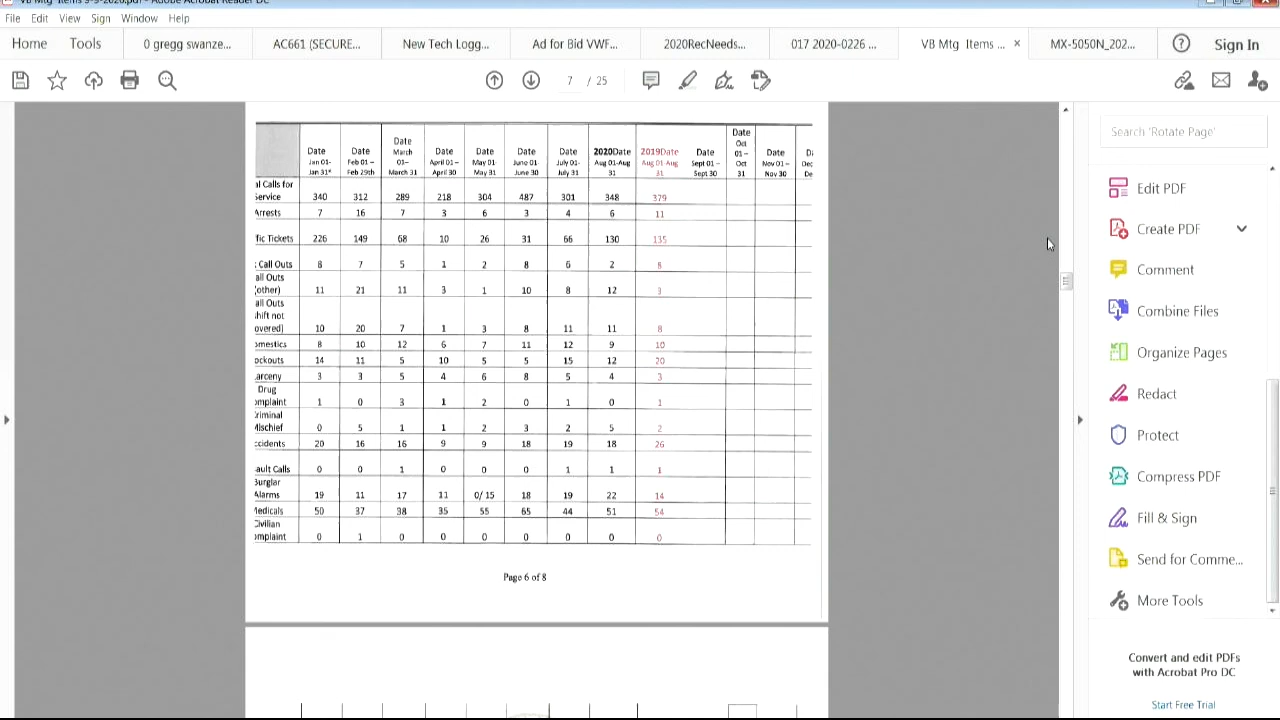 VB Mtg Items 9-9-2020.pdf - Adobe Acrobat Reader DC
File Edit View Sign Window Help
Home Tools 0 gregg swanze... AC661 (SECURE... New Tech Logg... Ad for Bid VWF... 2020RecNeeds... 017 2020-0226 ... VB Mtg Items ... × MX-5050N_202... Sign In
7 / 25
Date Jan 01- Jan 31* Date Feb 01 – Feb 29th Date March 01– March 31 Date April 01 – April 30 Date May 01- May 31 Date June 01- June 30 Date July 01- July 31 2020Date Aug 01-Aug 31 2019Date Aug 01 Aug 31 Date Sept 01 – Sept 30 Date Oct 01 – Oct 31 Date Nov 01 – Nov 30
al Calls for
Service 340 312 289 218 304 487 301 348 379
Arrests 7 16 7 3 6 3 4 6 11
fic Tickets 226 149 68 10 26 31 66 130 135
Call Outs 8 7 5 1 2 8 6 2 8
all Outs
(other) 11 21 11 3 1 10 8 12 3
all Outs
hift not
overed) 10 20 7 1 3 8 11 11 8
omestics 8 10 12 6 7 11 12 9 10
ockouts 14 11 5 10 5 5 15 12 20
arceny 3 3 5 4 6 8 5 4 3
Drug
omplaint 1 0 3 1 2 0 1 0 1
Criminal
Mischief 0 5 1 1 2 3 2 5 2
ccidents 20 16 16 9 9 18 19 18 26
ault Calls 0 0 1 0 0 0 1 1 1
Burglar
Alarms 19 11 17 11 0/ 15 18 19 22 14
Medicals 50 37 38 35 55 65 44 51 54
Civilian
omplaint 0 1 0 0 0 0 0 0 0
Page 6 of 8
Search 'Rotate Page'
Edit PDF
Create PDF
Comment
Combine Files
Organize Pages
Redact
Protect
Compress PDF
Fill & Sign
Send for Comme...
More Tools
Convert and edit PDFs
with Acrobat Pro DC
Start Free Trial